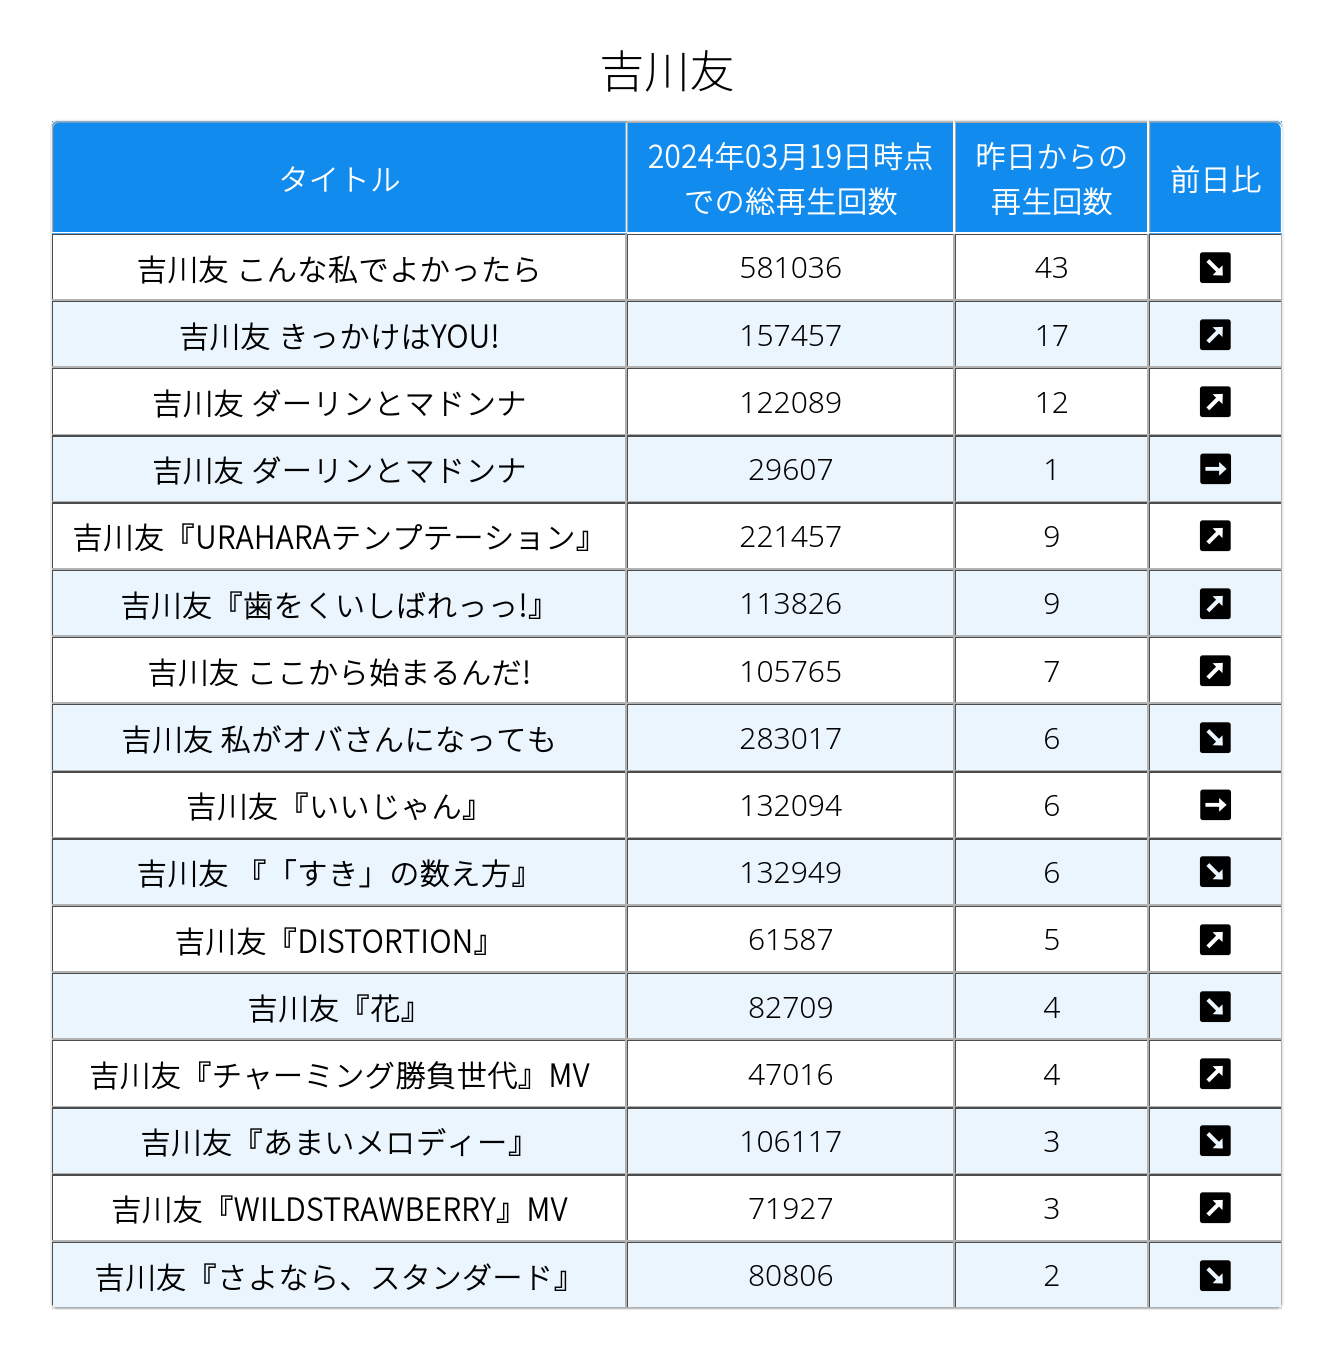 吉川友
タイトル
2024年03月19日時点
での総再生回数
昨日からの
再生回数
前日比
吉川友 こんな私でよかったら 581036 43 ↘
吉川友 きっかけはYOU! 157457 17 ↗
吉川友 ダーリンとマドンナ 122089 12 ↗
吉川友 ダーリンとマドンナ 29607 1 →
吉川友『URAHARAテンプテーション』 221457 9 ↗
吉川友『歯をくいしばれっっ!』 113826 9 ↗
吉川友 ここから始まるんだ! 105765 7 ↗
吉川友 私がオバさんになっても 283017 6 ↘
吉川友『いいじゃん』 132094 6 →
吉川友 『「すき」の数え方』 132949 6 ↘
吉川友『DISTORTION』 61587 5 ↗
吉川友『花』 82709 4 ↘
吉川友『チャーミング勝負世代』MV 47016 4 ↗
吉川友『あまいメロディー』 106117 3 ↘
吉川友『WILDSTRAWBERRY』MV 71927 3 ↗
吉川友『さよなら、スタンダード』 80806 2 ↘